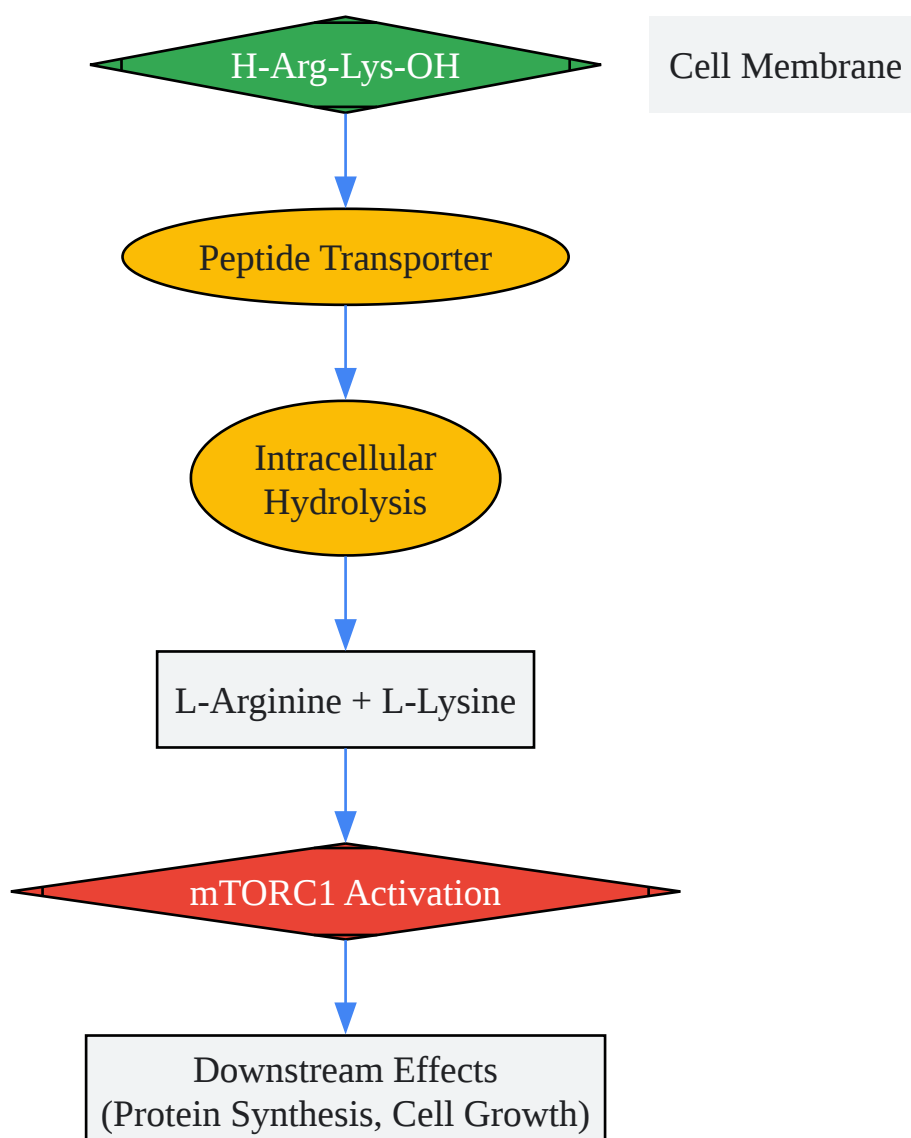 H-Arg-Lys-OH
Cell Membrane
Peptide Transporter
Intracellular
Hydrolysis
L-Arginine + L-Lysine
mTORC1 Activation
Downstream Effects
(Protein Synthesis, Cell Growth)